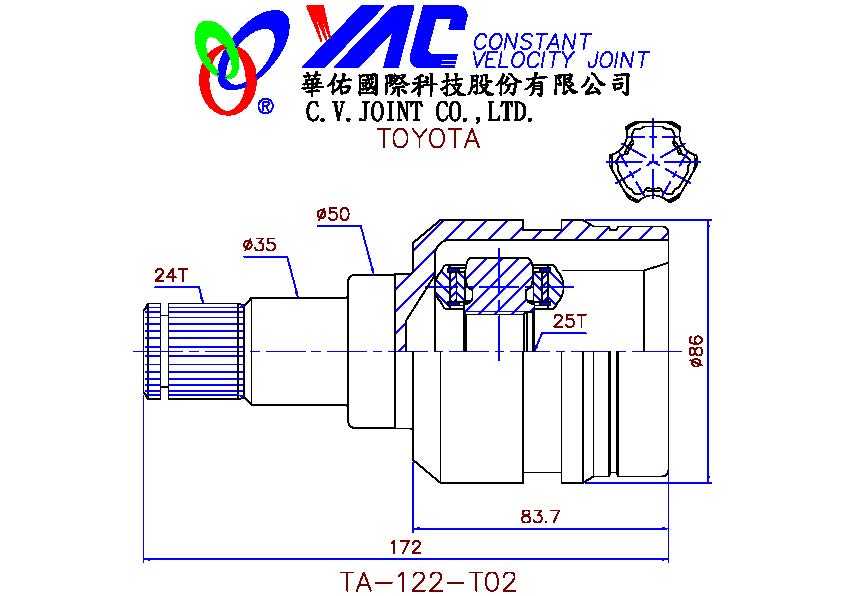 YAC CONSTANT
VELOCITY JOINT
®
華佑國際科技股份有限公司
C.V.JOINT CO.,LTD.
TOYOTA
ø50
ø35
24T
25T
ø86
83.7
172
TA-122-T02